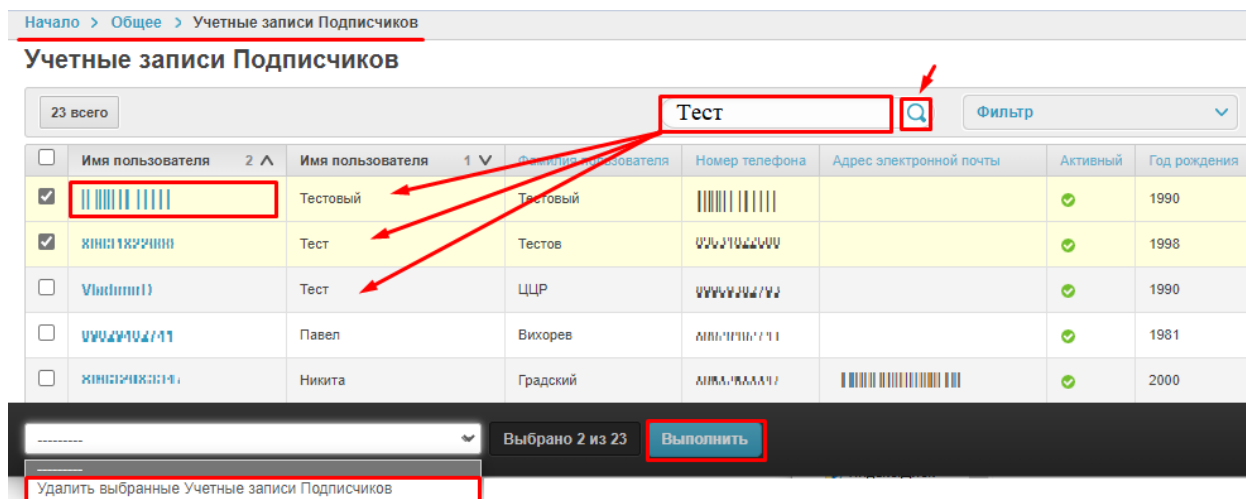 Начало > Общее > Учетные записи Подписчиков
Учетные записи Подписчиков
23 всего Тест Фильтр
Имя пользователя 2 Имя пользователя 1 Фамилия пользователя Номер телефона Адрес электронной почты Активный Год рождения
Тестовый Тестовый 1990
Тест Тестов 1998
Тест ЦЦР 1990
Павел Вихорев 1981
Никита Градский 2000
--------- Выбрано 2 из 23 Выполнить
---------
Удалить выбранные Учетные записи Подписчиков